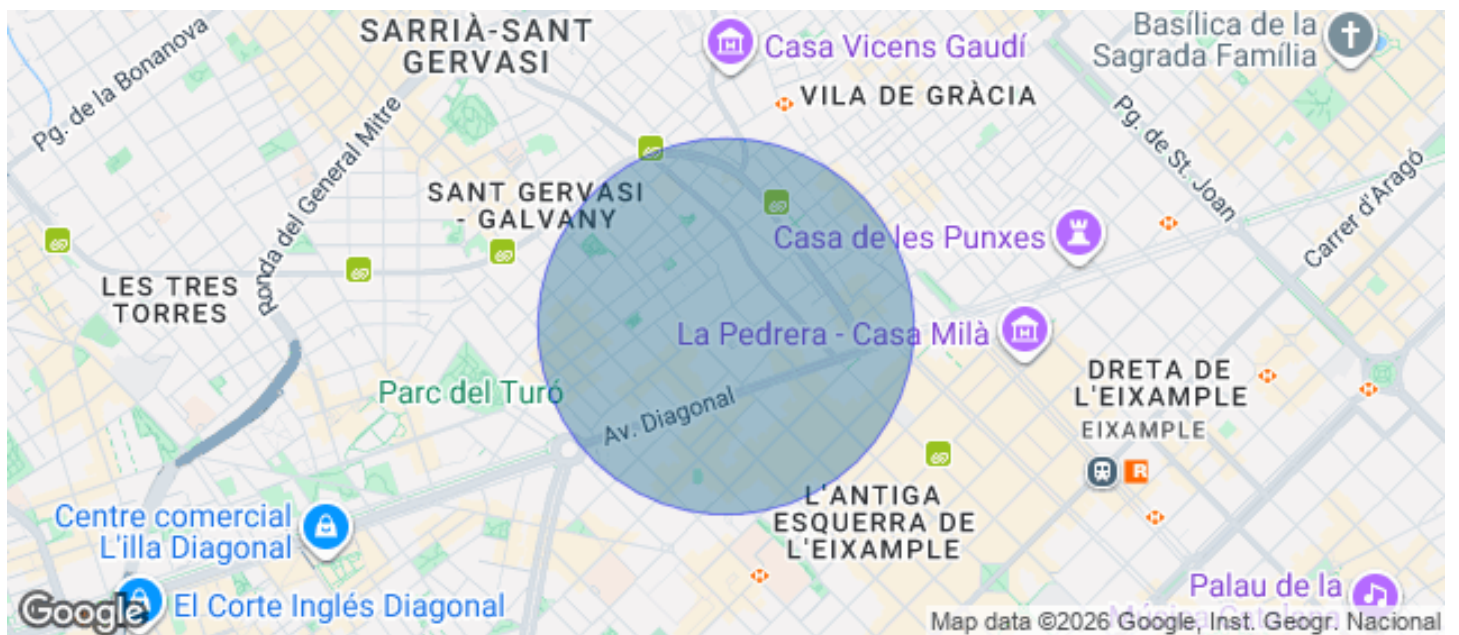 SARRIÀ-SANT
GERVASI
Casa Vicens Gaudí
Basílica de la
Sagrada Família
Pg. de la Bonanova
VILA DE GRÀCIA
Ronda del General Mitre
Pg. de St. Joan
Carrer d'Aragó
SANT GERVASI
- GALVANY
Casa de les Punxes
LES TRES
TORRES
La Pedrera - Casa Milà
Parc del Turó
Av. Diagonal
DRETA DE
L'EIXAMPLE
EIXAMPLE
R
L'ANTIGA
ESQUERRA DE
L'EIXAMPLE
Centre comercial
L'illa Diagonal
El Corte Inglés Diagonal
Palau de la
Música Catalana
Google
Map data ©2026 Google, Inst. Geogr. Nacional